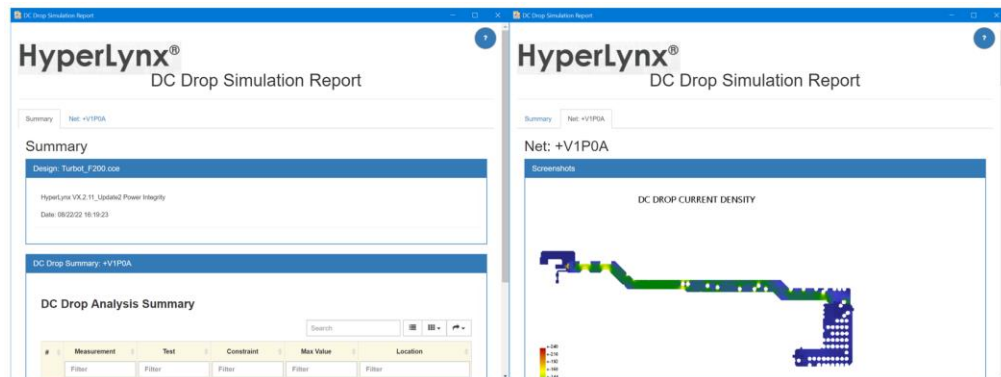 DC Drop Simulation Report
HyperLynx®
DC Drop Simulation Report
Summary
Net: +V1P0A
Summary
Design: Turbot_F200.cce
HyperLynx VX.2.11_Update2 Power Integrity
Date: 08/22/22 16:19:23
DC Drop Summary: +V1P0A
DC Drop Analysis Summary
Search
# Measurement Test Constraint Max Value Location
Filter Filter Filter Filter Filter
DC Drop Simulation Report
HyperLynx®
DC Drop Simulation Report
Summary
Net: +V1P0A
Net: +V1P0A
Screenshots
DC DROP CURRENT DENSITY